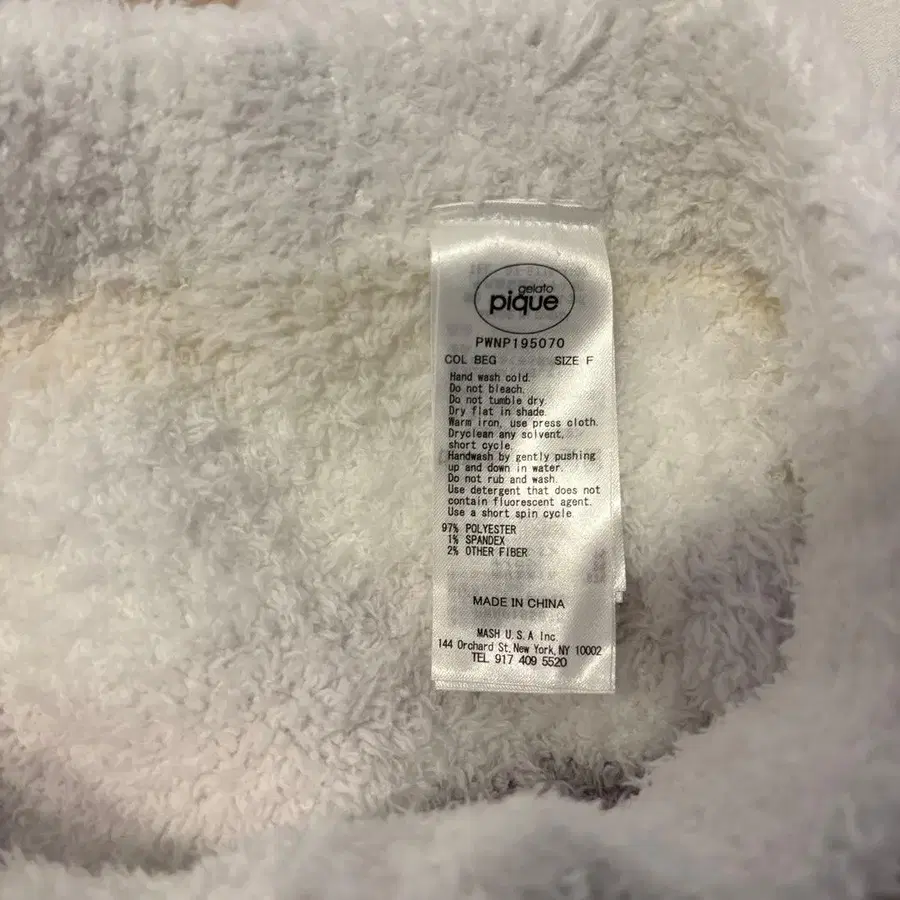 gelato
pique
PWNP195070
COL BEG SIZE F
Hand wash cold.
Do not bleach.
Do not tumble dry.
Dry flat in shade.
Warm iron, use press cloth.
Dryclean any solvent,
short cycle.
Handwash by gently pushing
up and down in water.
Do not rub and wash.
Use detergent that does not
contain fluorescent agent.
Use a short spin cycle.
97% POLYESTER
1% SPANDEX
2% OTHER FIBER
MADE IN CHINA
MASH U.S.A Inc.
144 Orchard St, New York, NY 10002
TEL 917 409 5520